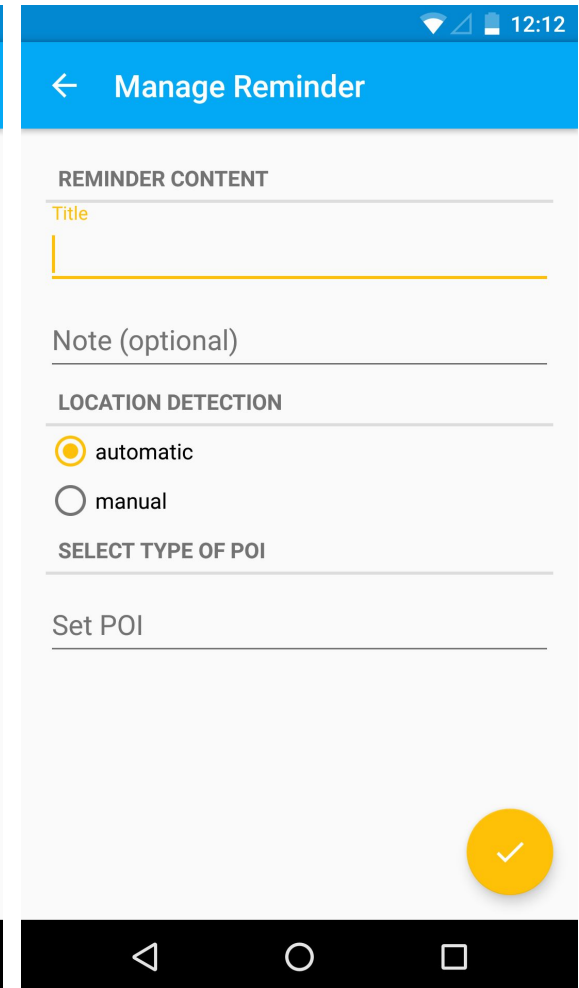 12:12
Manage Reminder
REMINDER CONTENT
Title
Note (optional)
LOCATION DETECTION
automatic
manual
SELECT TYPE OF POI
Set POI